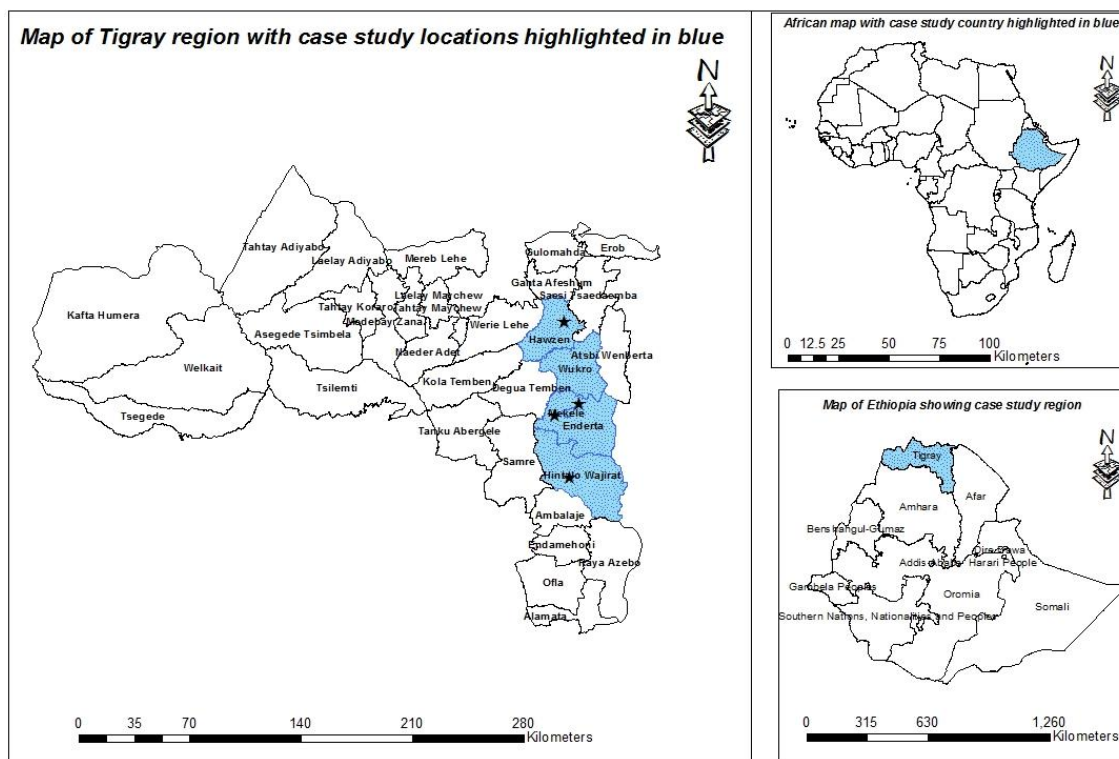 Map of Tigray region with case study locations highlighted in blue
N
Tahtay Adiyabo
Laelay Adiyabo
Mereb Lehe
Gulomahda
Erob
Ganta Afeshum
Saesi Tsaedaemba
Kafta Humera
Laelay Maychew
Tahtay Koraro
Tahtay Maychew
Medebay Zana
Werie Lehe
Asegede Tsimbela
Hawzen
Naeder Adet
Atsbi Wenberta
Wukro
Welkait
Kola Temben
Degua Temben
Tsilemti
Tsegede
Mekele
Enderta
Tanku Abergele
Samre
Hintalo Wajirat
Ambalaje
Endamehoni
Raya Azebo
Ofla
Alamata
0 35 70 140 210 280
Kilometers
African map with case study country highlighted in blue
N
0 12.5 25 50 75 100
Kilometers
Map of Ethiopia showing case study region
N
Tigray
Afar
Amhara
Benshangul-Gumaz
Dire Dawa
Addis Ababa
Harari People
Gambela Peoples
Oromia
Somali
Southern Nations, Nationalities and Peoples
0 315 630 1,260
Kilometers